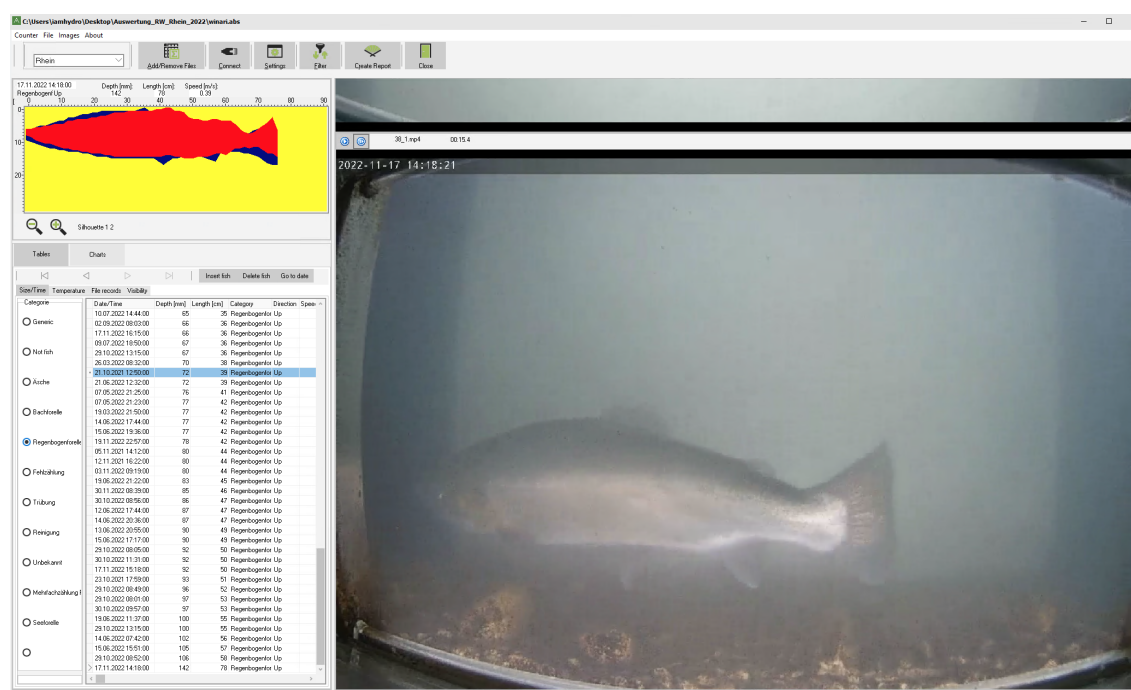 C:\Users\iamhydro\Desktop\Auswertung_RW_Rhein_2022\winari.abs
Counter File Images About
Rhein
Add/Remove Files Connect Settings Filter Create Report Close
17.11.2022 14:18:00 Depth [mm]: Length [cm]: Speed [m/s]:
Regenbogenf Up 142 78 0.39
0 10 20 30 40 50 60 70 80 90
0
10
20
Silhouette 1 2
38_1.mp4 00:15.4
2022-11-17 14:18:21
Tables Charts
Insert fish Delete fish Go to date
Size/Time Temperature File records Visibility
Categorie
Generic
Not fish
Äsche
Bachforelle
Regenbogenforelle
Fehlzählung
Trübung
Reinigung
Unbekannt
Mehrfachzählung F
Seeforelle
Date/Time Depth [mm] Length [cm] Category Direction Spee
10.07.2022 14:44:00 65 35 Regenbogenfor Up
02.09.2022 08:03:00 66 36 Regenbogenfor Up
17.11.2022 16:15:00 66 36 Regenbogenfor Up
09.07.2022 18:50:00 67 36 Regenbogenfor Up
29.10.2022 13:15:00 67 36 Regenbogenfor Up
26.03.2022 08:32:00 70 38 Regenbogenfor Up
21.10.2021 12:50:00 72 39 Regenbogenfor Up
21.06.2022 12:32:00 72 39 Regenbogenfor Up
07.05.2022 21:25:00 76 41 Regenbogenfor Up
07.05.2022 21:23:00 77 42 Regenbogenfor Up
19.03.2022 21:50:00 77 42 Regenbogenfor Up
14.06.2022 17:44:00 77 42 Regenbogenfor Up
15.06.2022 19:36:00 77 42 Regenbogenfor Up
19.11.2022 22:57:00 78 42 Regenbogenfor Up
05.11.2021 14:12:00 80 44 Regenbogenfor Up
12.11.2021 16:22:00 80 44 Regenbogenfor Up
03.11.2022 09:19:00 80 44 Regenbogenfor Up
19.06.2022 21:22:00 83 45 Regenbogenfor Up
30.11.2022 08:39:00 85 46 Regenbogenfor Up
30.10.2022 08:56:00 86 47 Regenbogenfor Up
12.06.2022 17:44:00 87 47 Regenbogenfor Up
14.06.2022 20:36:00 87 47 Regenbogenfor Up
13.06.2022 20:55:00 90 49 Regenbogenfor Up
15.06.2022 17:17:00 90 49 Regenbogenfor Up
29.10.2022 08:05:00 92 50 Regenbogenfor Up
30.10.2022 11:31:00 92 50 Regenbogenfor Up
17.11.2022 15:18:00 92 50 Regenbogenfor Up
23.10.2021 17:59:00 93 51 Regenbogenfor Up
29.10.2022 08:49:00 96 52 Regenbogenfor Up
29.10.2022 08:01:00 97 53 Regenbogenfor Up
30.10.2022 09:57:00 97 53 Regenbogenfor Up
19.06.2022 11:37:00 100 55 Regenbogenfor Up
29.10.2022 13:15:00 100 55 Regenbogenfor Up
14.06.2022 07:42:00 102 56 Regenbogenfor Up
15.06.2022 15:51:00 105 57 Regenbogenfor Up
29.10.2022 08:52:00 106 58 Regenbogenfor Up
17.11.2022 14:18:00 142 78 Regenbogenfor Up